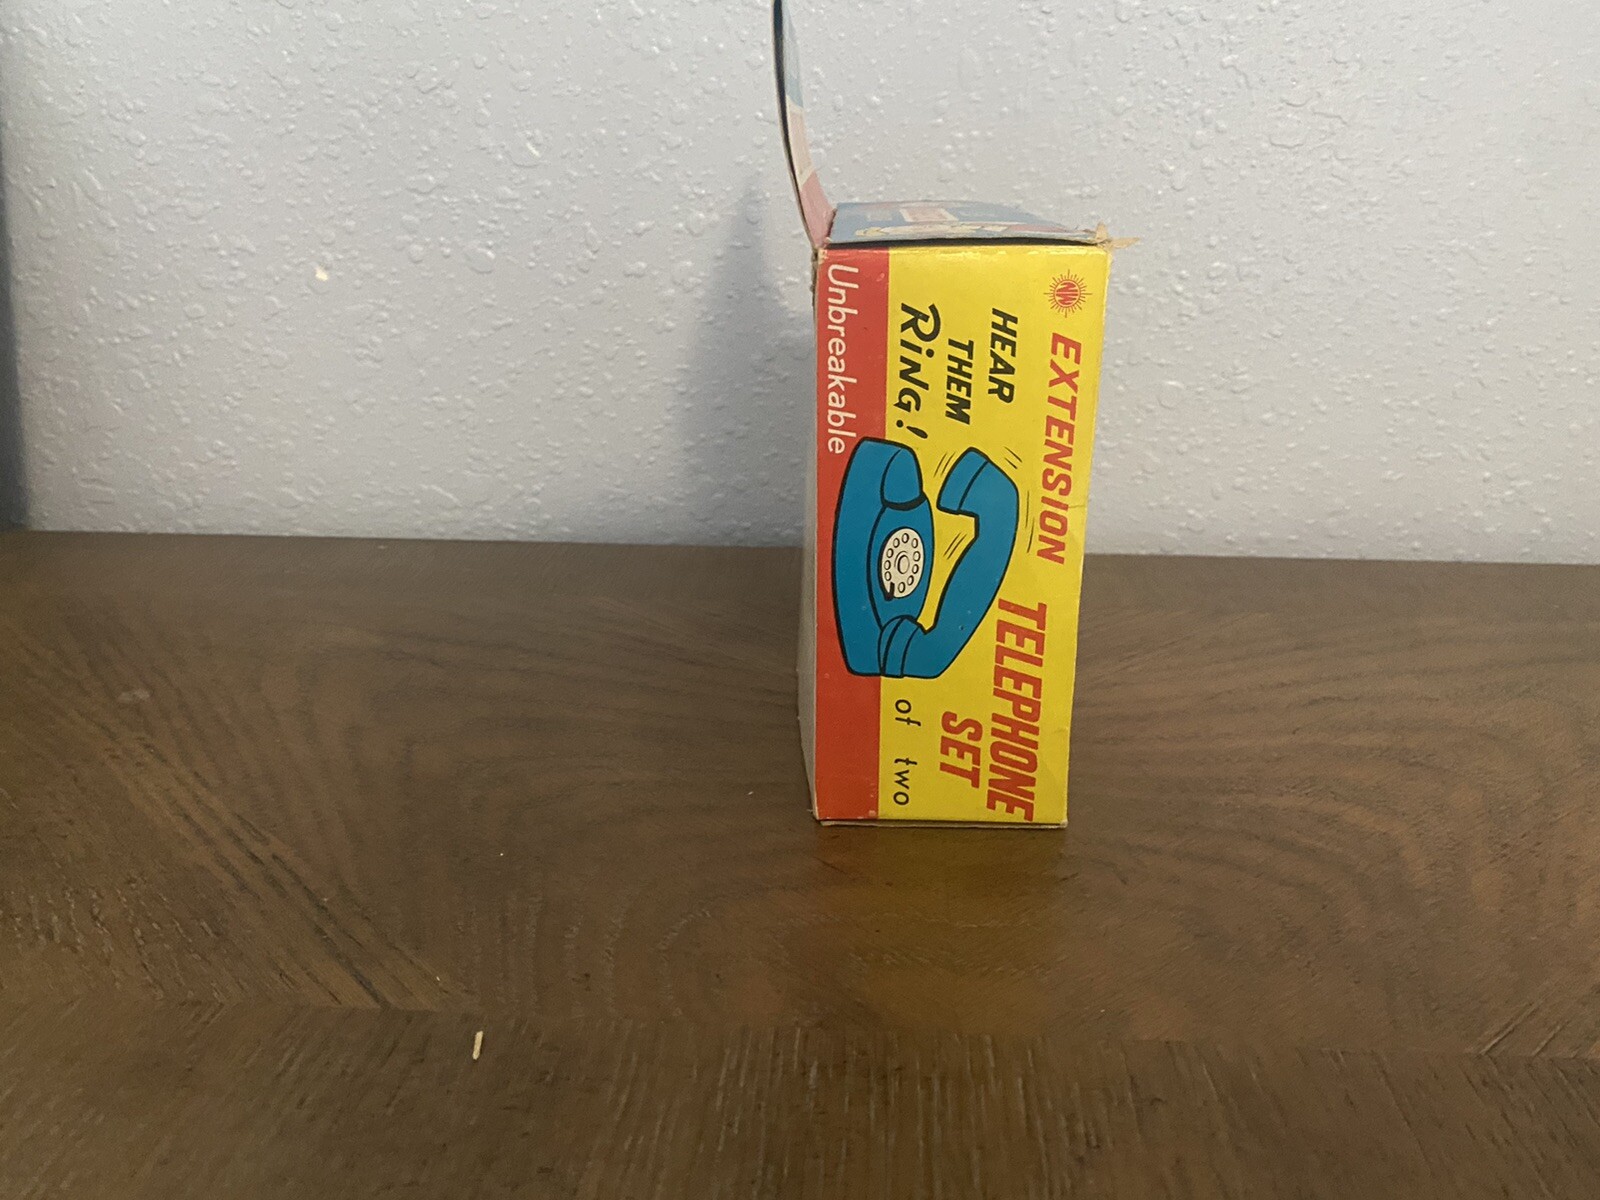 EXTENSION
TELEPHONE
SET
of two
HEAR
THEM
RiNG!
Unbreakable